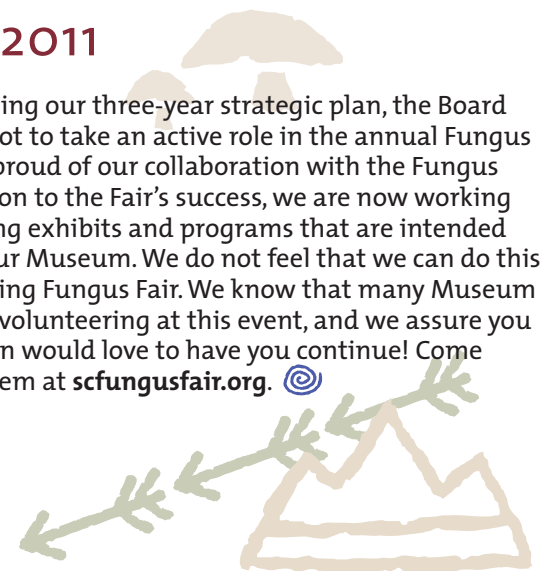 2011
ing our three-year strategic plan, the Board
ot to take an active role in the annual Fungus
proud of our collaboration with the Fungus
on to the Fair's success, we are now working
ng exhibits and programs that are intended
ur Museum. We do not feel that we can do this
ing Fungus Fair. We know that many Museum
volunteering at this event, and we assure you
n would love to have you continue! Come
em at scfungusfair.org.